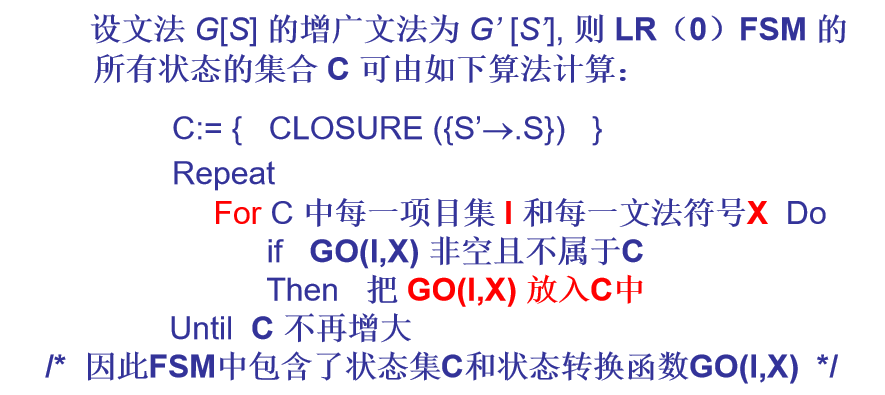 设文法 G[S] 的增广文法为 G’ [S’], 则 LR（0）FSM 的
所有状态的集合 C 可由如下算法计算：
C:= { CLOSURE ({S’→.S}) }
Repeat
For C 中每一项目集 I 和每一文法符号X Do
if GO(I,X) 非空且不属于C
Then 把 GO(I,X) 放入C中
Until C 不再增大
/* 因此FSM中包含了状态集C和状态转换函数GO(I,X) */